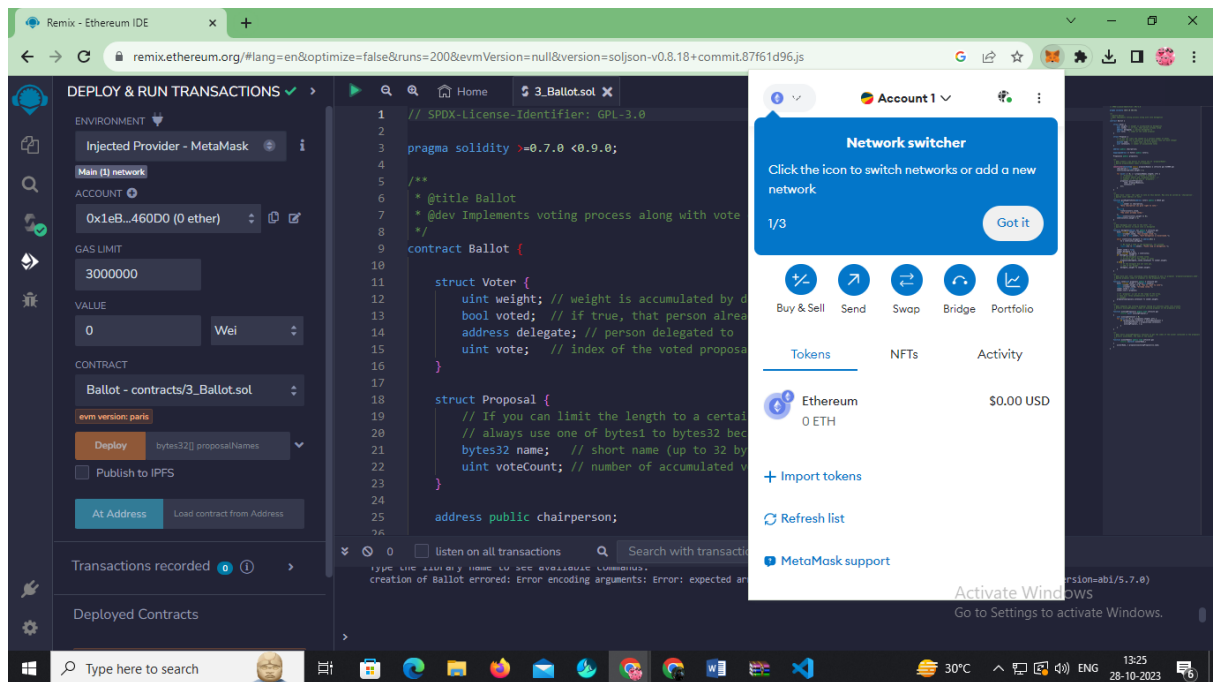 Remix - Ethereum IDE
remix.ethereum.org/#lang=en&optimize=false&runs=200&evmVersion=null&version=soljson-v0.8.18+commit.87f61d96.js
DEPLOY & RUN TRANSACTIONS
ENVIRONMENT
Injected Provider - MetaMask
Main (1) network
ACCOUNT
0x1eB...460D0 (0 ether)
GAS LIMIT
3000000
VALUE
0
Wei
CONTRACT
Ballot - contracts/3_Ballot.sol
evm version: paris
Deploy
bytes32[] proposalNames
Publish to IPFS
At Address
Load contract from Address
Transactions recorded 0
Deployed Contracts
Home
3_Ballot.sol
1 // SPDX-License-Identifier: GPL-3.0
2
3 pragma solidity >=0.7.0 <0.9.0;
4
5 /**
6 * @title Ballot
7 * @dev Implements voting process along with vote
8 */
9 contract Ballot {
10
11 struct Voter {
12 uint weight; // weight is accumulated by d
13 bool voted; // if true, that person alrea
14 address delegate; // person delegated to
15 uint vote; // index of the voted proposa
16 }
17
18 struct Proposal {
19 // If you can limit the length to a certai
20 // always use one of bytes1 to bytes32 bec
21 bytes32 name; // short name (up to 32 by
22 uint voteCount; // number of accumulated v
23 }
24
25 address public chairperson;
26
0
listen on all transactions
Search with transactio
Type the library name to see available commands.
creation of Ballot errored: Error encoding arguments: Error: expected ar
ersion=abi/5.7.0)
>
Account 1
Network switcher
Click the icon to switch networks or add a new
network
1/3
Got it
Buy & Sell
Send
Swap
Bridge
Portfolio
Tokens
NFTs
Activity
Ethereum
$0.00 USD
0 ETH
Import tokens
Refresh list
MetaMask support
Activate Windows
Go to Settings to activate Windows.
Type here to search
30°C
ENG
13:25
28-10-2023
6